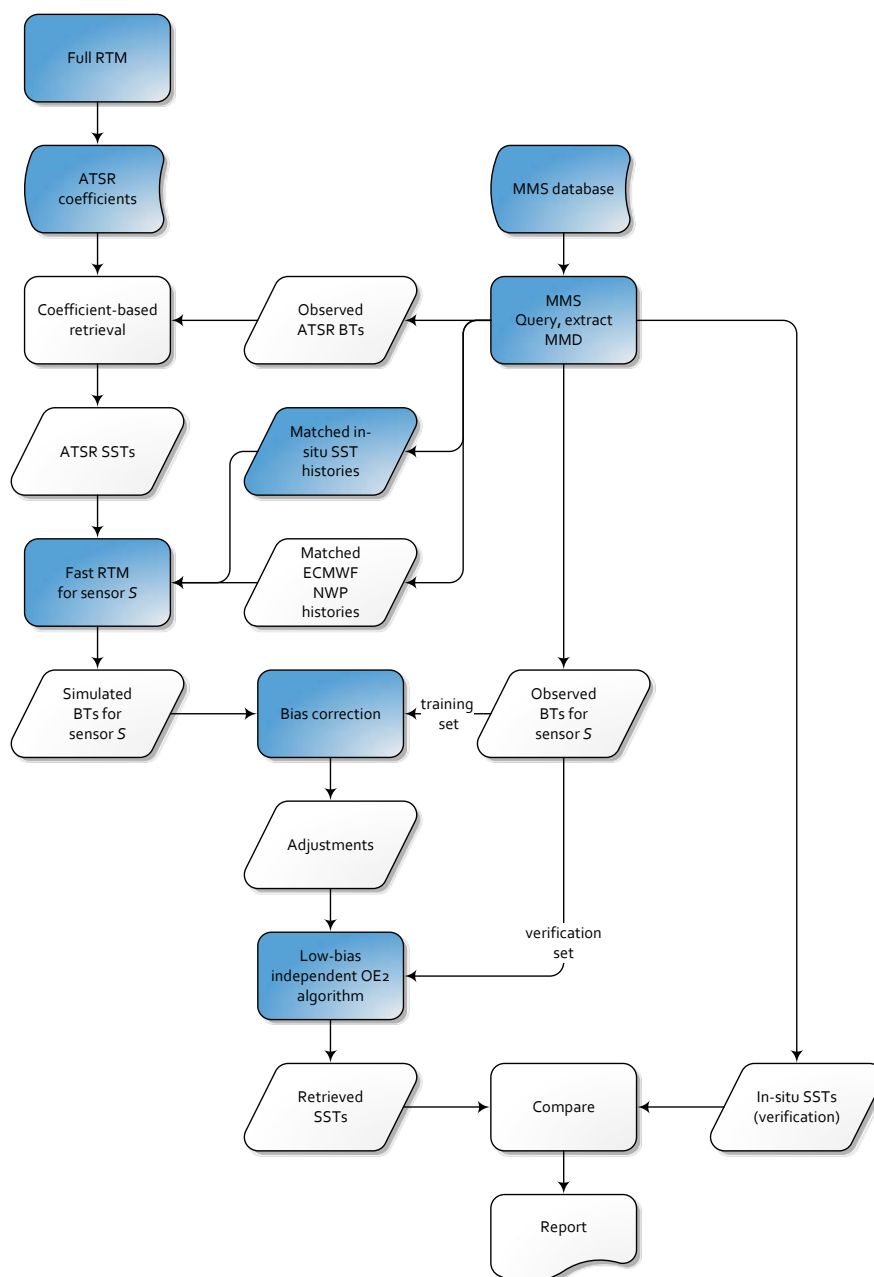 Full RTM
ATSR
coefficients
MMS database
Coefficient-based
retrieval
Observed
ATSR BTs
MMS
Query, extract
MMD
ATSR SSTs
Matched in-
situ SST
histories
Fast RTM
for sensor S
Matched
ECMWF
NWP
histories
Simulated
BTs for
sensor S
Bias correction
training
set
Observed
BTs for
sensor S
Adjustments
verification
set
Low-bias
independent OE2
algorithm
Retrieved
SSTs
Compare
In-situ SSTs
(verification)
Report